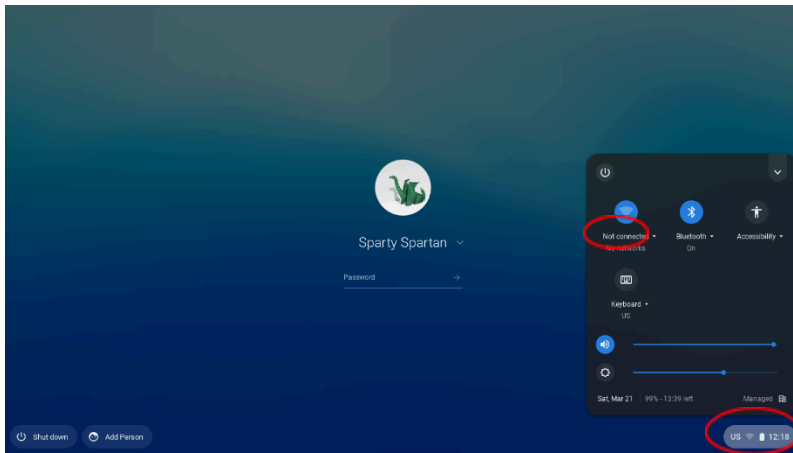 Sparty Spartan
Password
Not connected
No networks
Bluetooth
On
Accessibility
Keyboard
US
Sat, Mar 21 | 99% - 13:39 left
Managed
Shut down
Add Person
US
12:18